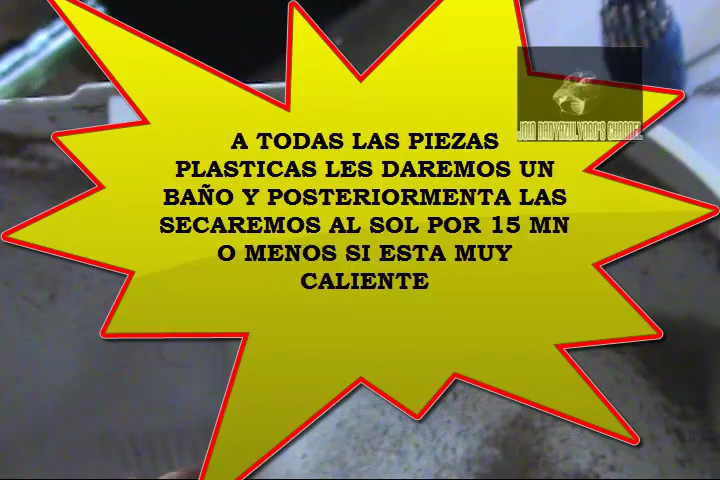 A TODAS LAS PIEZAS
PLASTICAS LES DAREMOS UN
BAÑO Y POSTERIORMENTA LAS
SECAREMOS AL SOL POR 15 MN
O MENOS SI ESTA MUY
CALIENTE